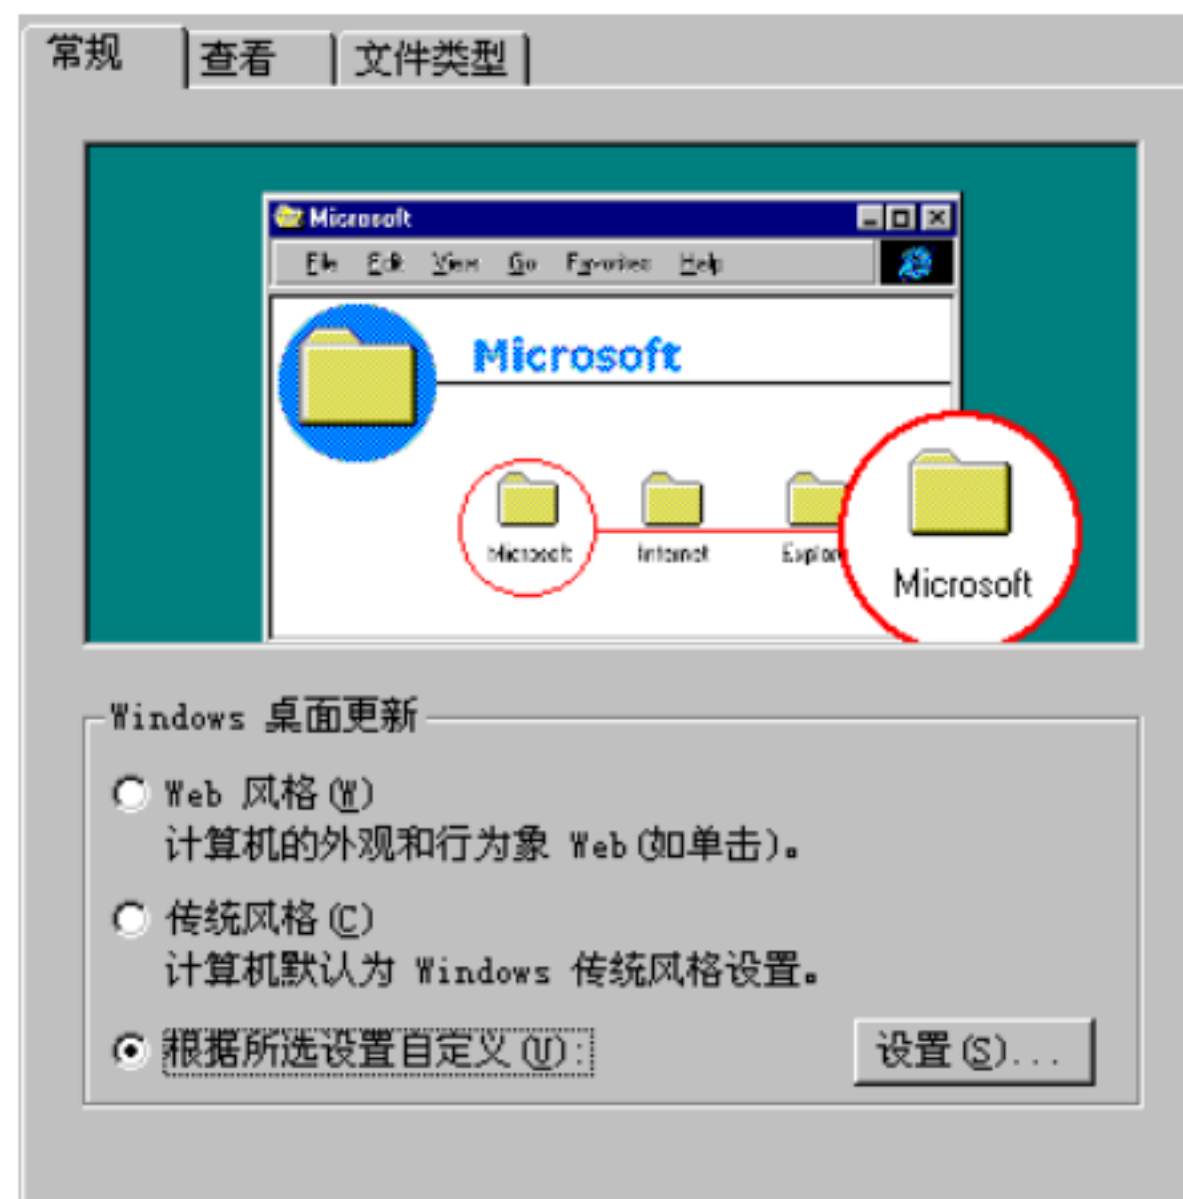 常规
查看
文件类型
Microsoft
File Edit View Go Favorites Help
Microsoft
Microsoft Internet
Microsoft
Windows 桌面更新
Web 风格(W)
计算机的外观和行为象 Web(如单击)。
传统风格(C)
计算机默认为 Windows 传统风格设置。
根据所选设置自定义(U):
设置(S)...